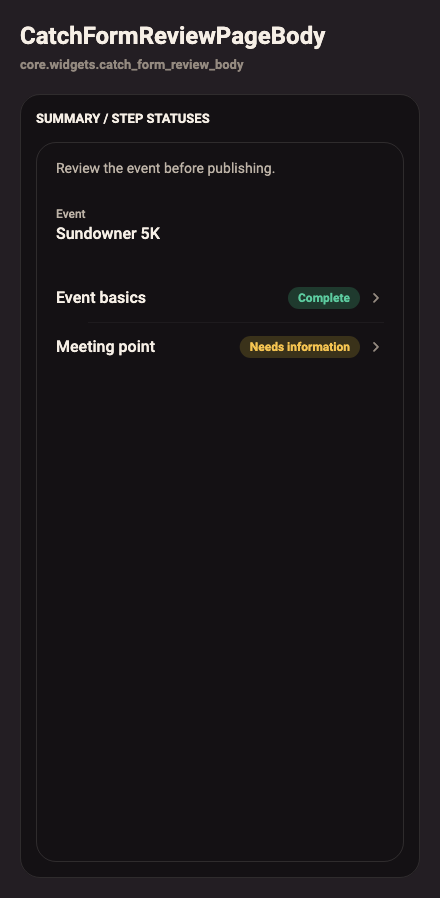 CatchFormReviewPageBody
core.widgets.catch_form_review_body
SUMMARY / STEP STATUSES
Review the event before publishing.
Event
Sundowner 5K
Event basics Complete
Meeting point Needs information